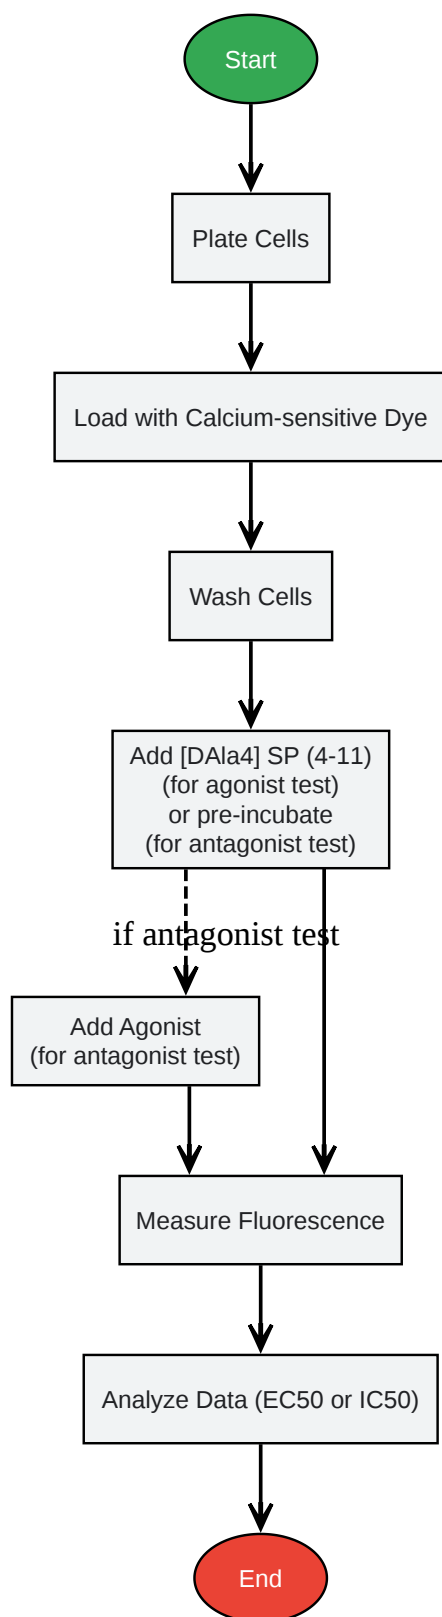 Start
Plate Cells
Load with Calcium-sensitive Dye
Wash Cells
Add [DAla4] SP (4-11)
(for agonist test)
or pre-incubate
(for antagonist test)
if antagonist test
Add Agonist
(for antagonist test)
Measure Fluorescence
Analyze Data (EC50 or IC50)
End